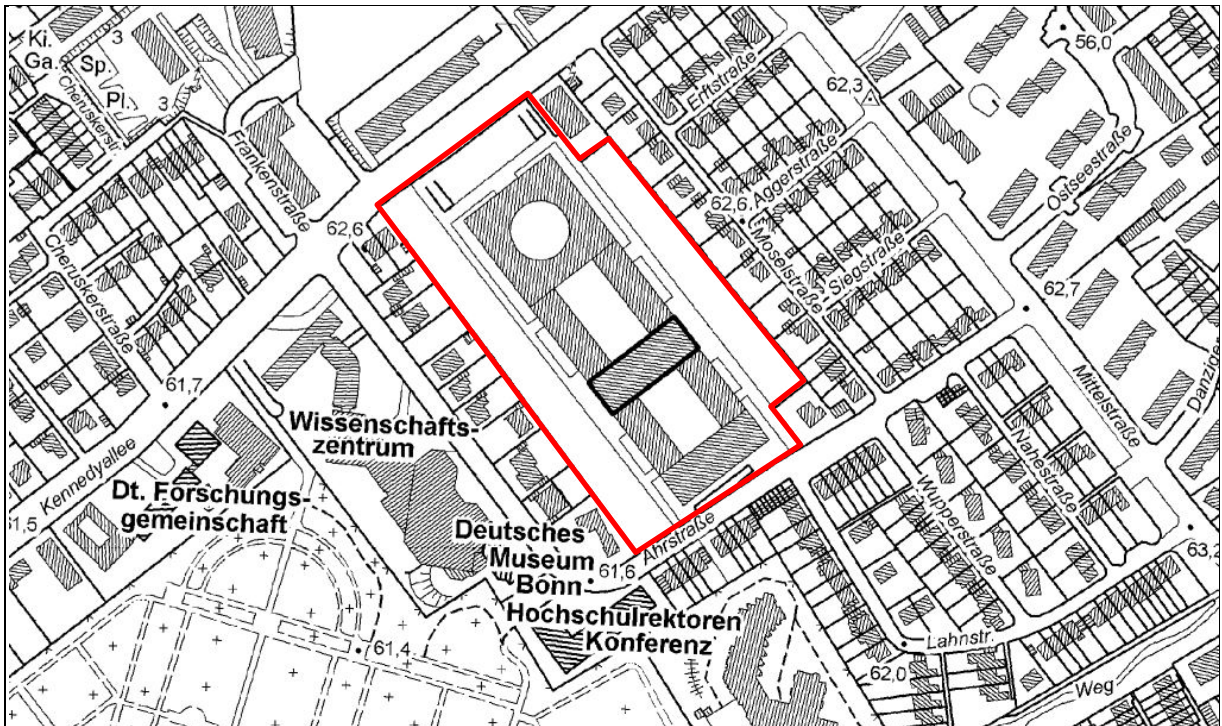 Ki.
3
Ga.
Sp.
Pl.
3
Frankenstraße
Cheruskerstraße
62,6
61,7
Kennedyallee
61,5
Wissenschafts-
zentrum
Dt. Forschungs-
gemeinschaft
Deutsches
Museum
Bonn
61,6
Ahrstraße
Hochschulrektoren
Konferenz
61,4
Erftstraße
62,3
56,0
Aggerstraße
62,6
Moselstraße
Siegstraße
Ostseestraße
62,7
Mittelstraße
Danziger
Nahestraße
Wupperstraße
63,2
Lahnstr.
62,0
Weg